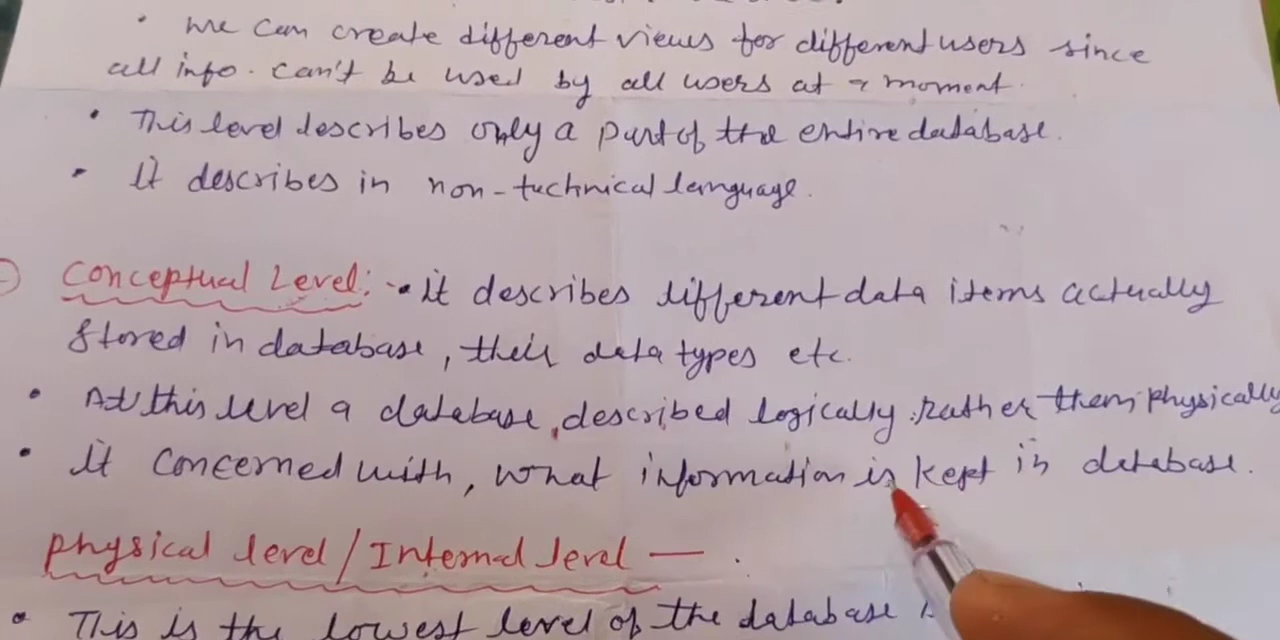 • We can create different views for different users since
all info. can't be used by all users at a moment.
• This level describes only a part of the entire database.
• It describes in non-technical language.
Conceptual Level:- • it describes different data items actually
stored in database, their data types etc.
• At this level a database, described logically rather them physically
• It concerned with, what information is kept in database.
Physical level/Internal level —
• This is the lowest level of the database